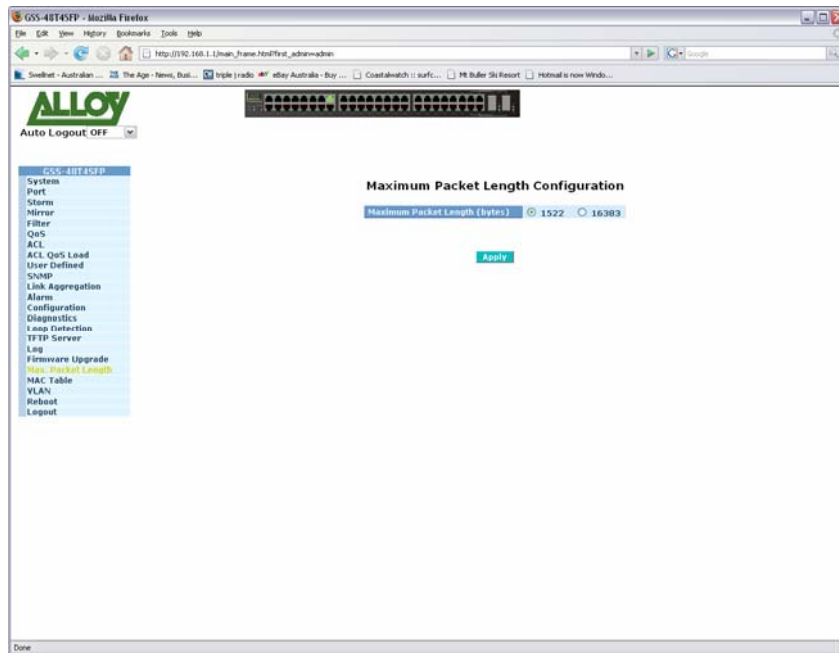 GSS-48T4SFP - Mozilla Firefox
File Edit View History Bookmarks Tools Help
http://192.168.1.1/main_frame.html?first_admin=admin
Google
Swellnet - Australian ... The Age - News, Busi... triple j radio eBay Australia - Buy ... Coastalwatch :: surfc... Mt Buller Ski Resort Hotmail is now Windo...
ALLOY
Auto Logout OFF
GSS-48T4SFP
System
Port
Storm
Mirror
Filter
QoS
ACL
ACL QoS Load
User Defined
SNMP
Link Aggregation
Alarm
Configuration
Diagnostics
Loop Detection
TFTP Server
Log
Firmware Upgrade
Max. Packet Length
MAC Table
VLAN
Reboot
Logout
Maximum Packet Length Configuration
Maximum Packet Length (bytes) 1522 16383
Apply
Done